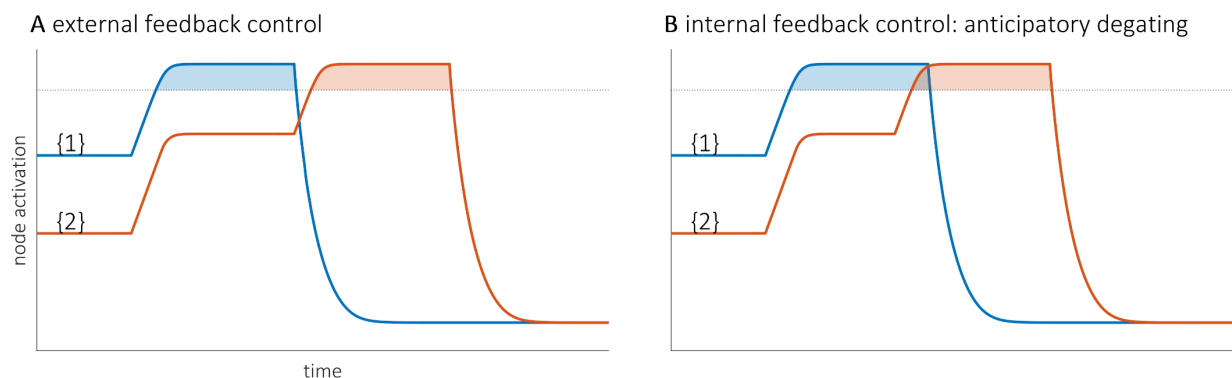 A external feedback control
B internal feedback control: anticipatory degating
{1}
{1}
{2}
{2}
node activation
time